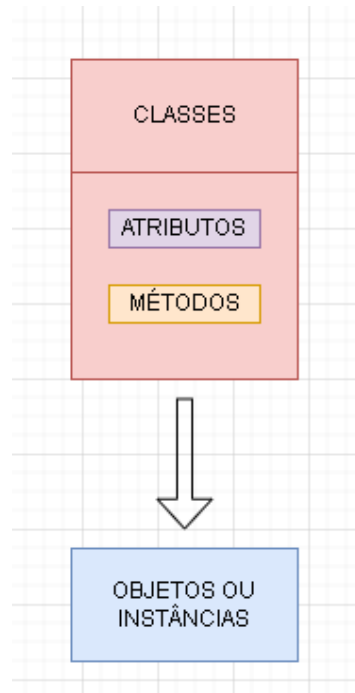 CLASSES
ATRIBUTOS
MÉTODOS
OBJETOS OU
INSTÂNCIAS